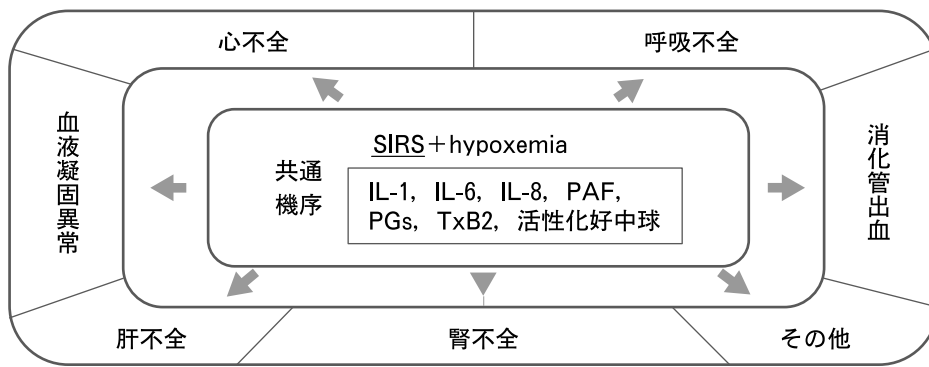 心不全
呼吸不全
血液凝固異常
消化管出血
共通
機序
SIRS+hypoxemia
IL-1, IL-6, IL-8, PAF,
PGs, TxB2, 活性化好中球
肝不全
腎不全
その他